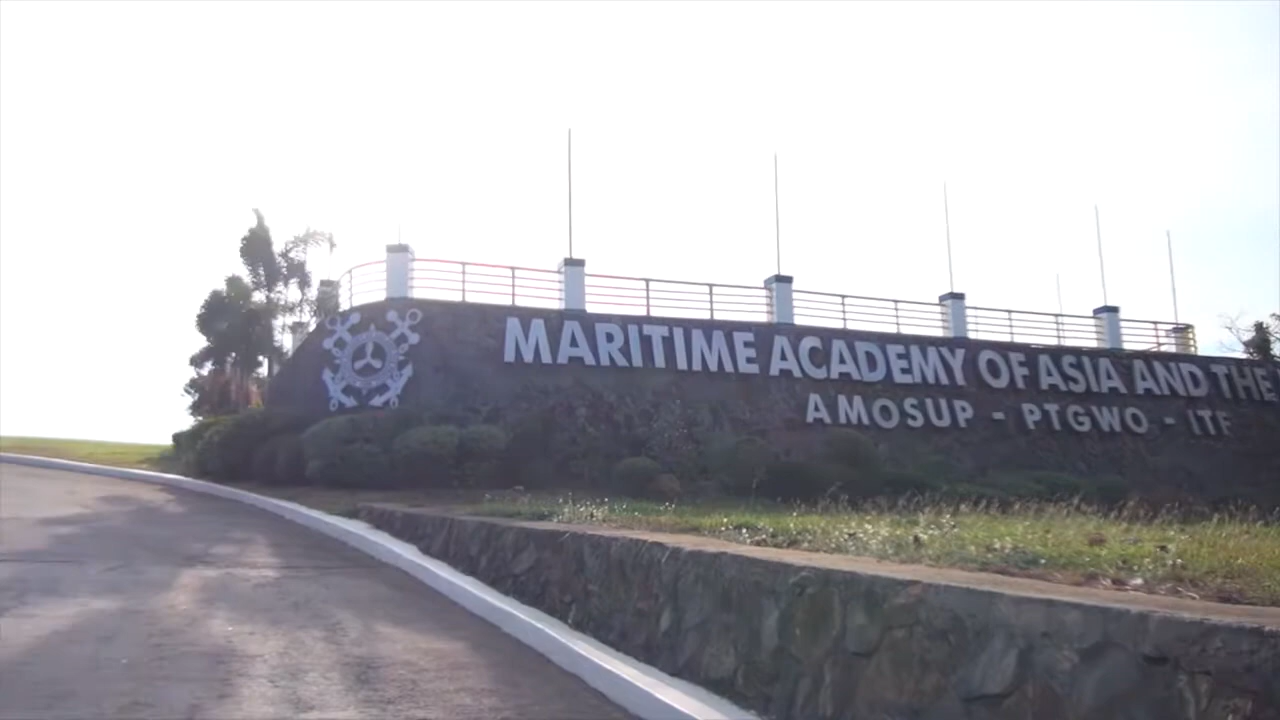 MARITIME ACADEMY OF ASIA AND THE
AMOSUP - PTGWO - ITF